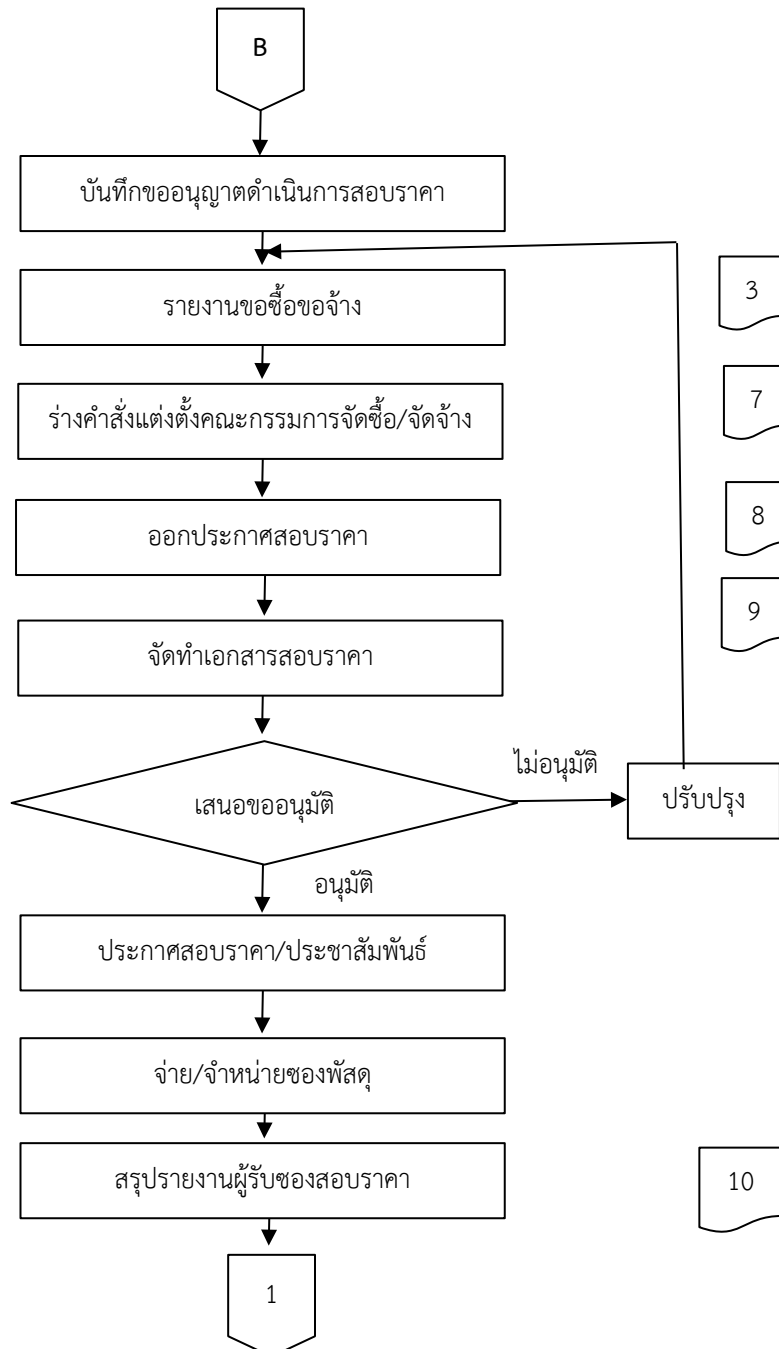 B
บันทึกขออนุญาตดำเนินการสอบราคา
รายงานขอซื้อขอจ้าง
3
ร่างคำสั่งแต่งตั้งคณะกรรมการจัดซื้อ/จัดจ้าง
7
ออกประกาศสอบราคา
8
จัดทำเอกสารสอบราคา
9
เสนอขออนุมัติ
ไม่อนุมัติ
ปรับปรุง
อนุมัติ
ประกาศสอบราคา/ประชาสัมพันธ์
จ่าย/จำหน่ายซองพัสดุ
สรุปรายงานผู้รับซองสอบราคา
10
1